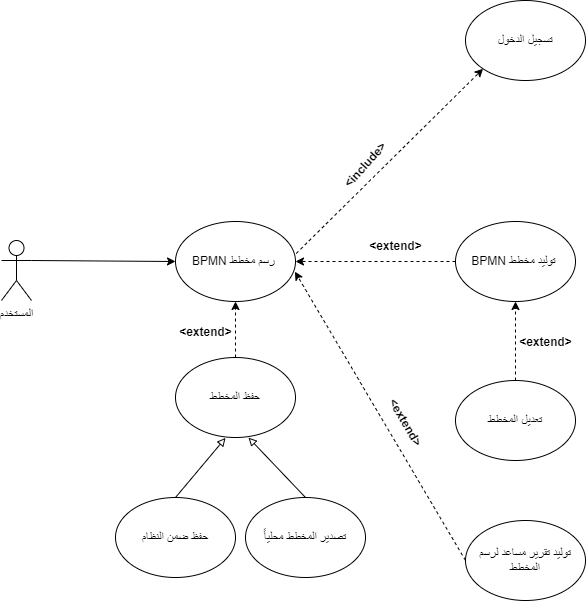 تسجيل الدخول
<include>
رسم مخطط BPMN
<extend>
توليد مخطط BPMN
المستخدم
<extend>
<extend>
حفظ المخطط
<extend>
تعديل المخطط
حفظ ضمن النظام
تصدير المخطط محلياً
توليد تقرير مساعد لرسم
المخطط